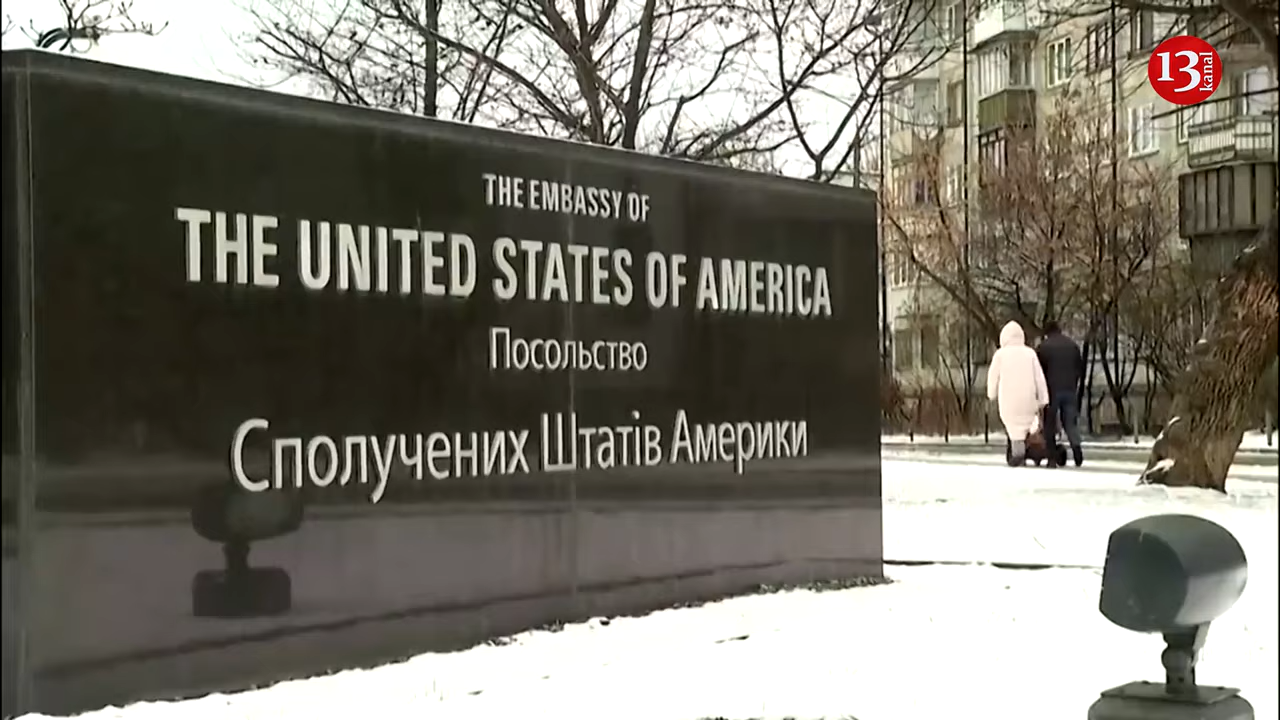 THE EMBASSY OF
THE UNITED STATES OF AMERICA
Посольство
Сполучених Штатів Америки
13 kanal